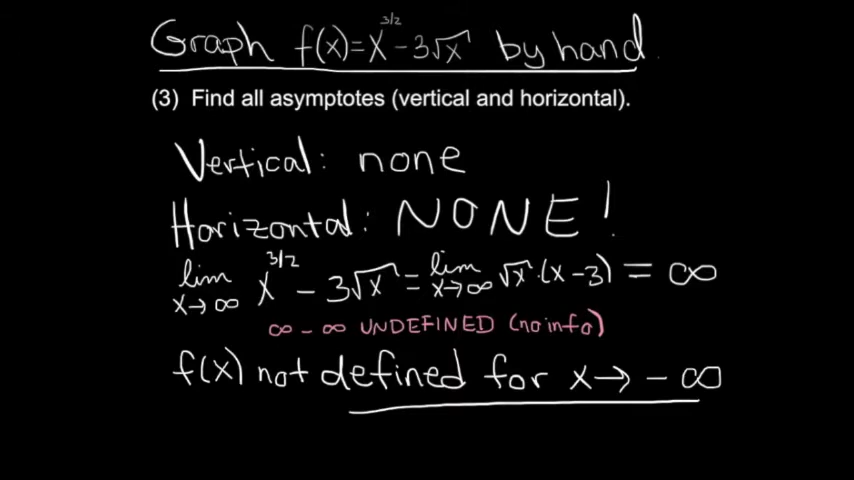 Graph f(x)=x^3/2 - 3√x by hand.
(3) Find all asymptotes (vertical and horizontal).
Vertical: none
Horizontal: NONE!
lim x→∞ x^3/2 - 3√x = lim x→∞ √x·(x-3) = ∞
∞ - ∞ UNDEFINED (no info)
f(x) not defined for x→ - ∞